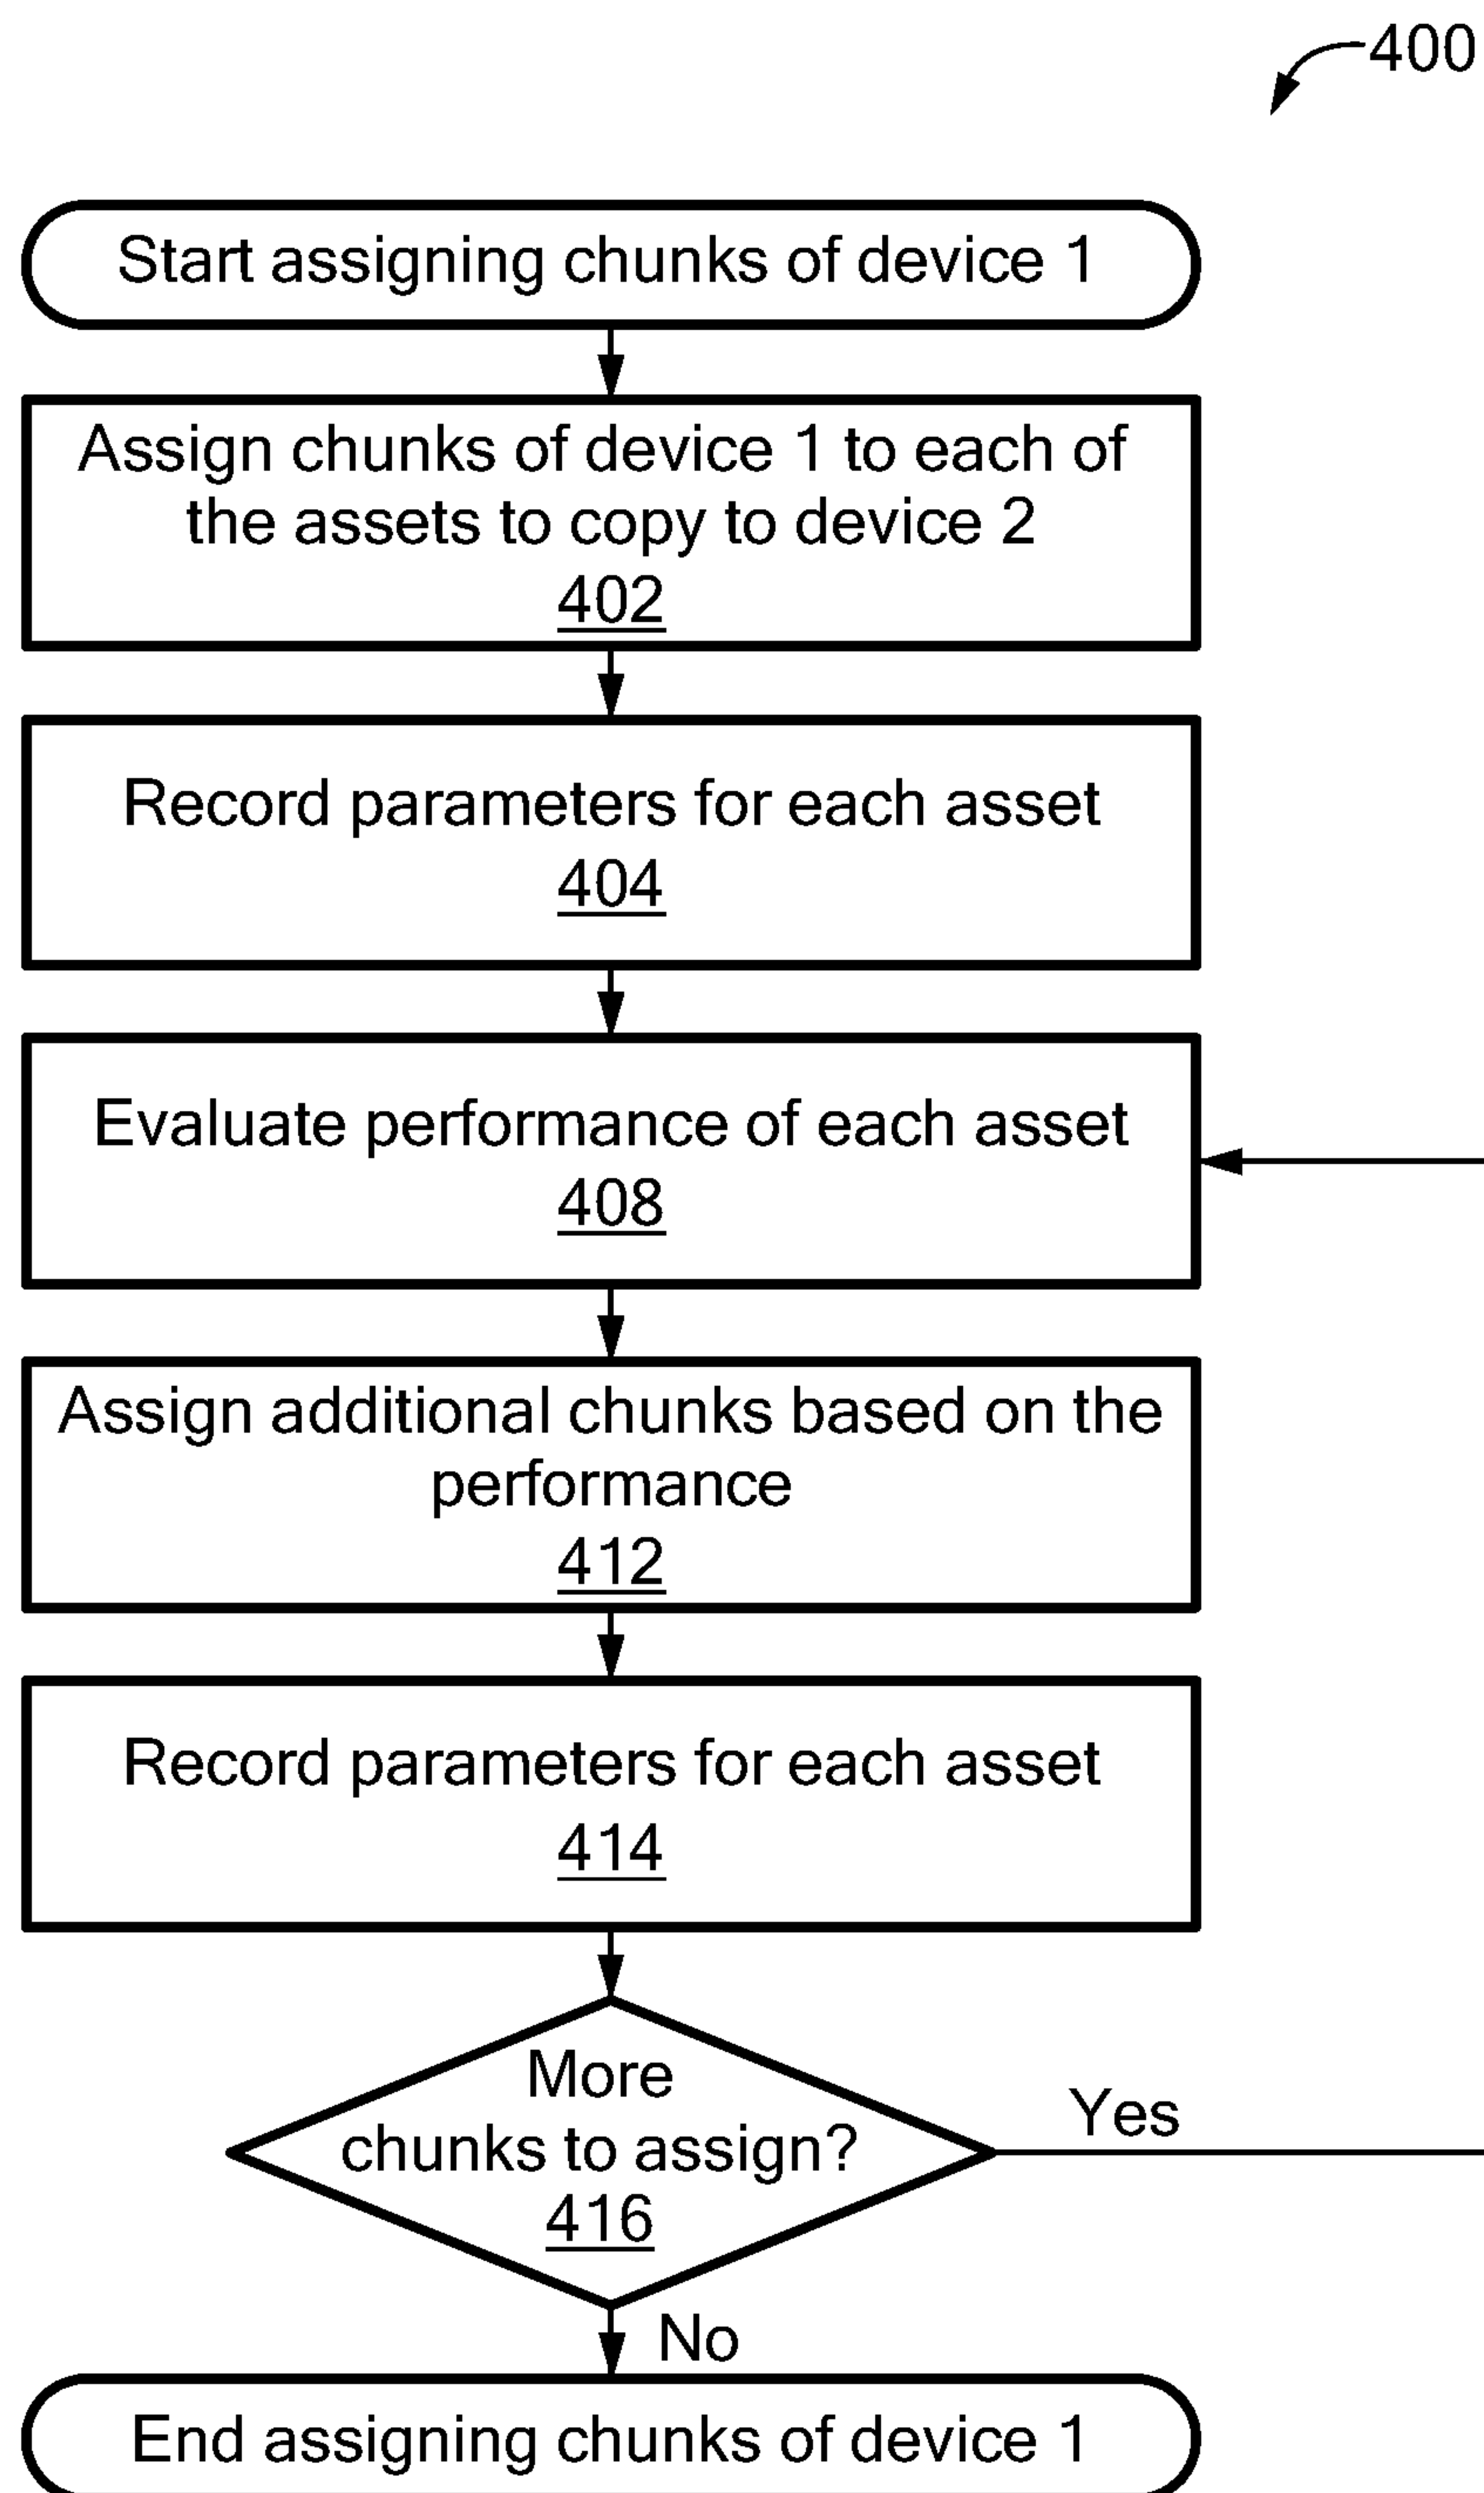 400
Start assigning chunks of device 1
Assign chunks of device 1 to each of
the assets to copy to device 2
402
Record parameters for each asset
404
Evaluate performance of each asset
408
Assign additional chunks based on the
performance
412
Record parameters for each asset
414
More
chunks to assign?
416
Yes
No
End assigning chunks of device 1